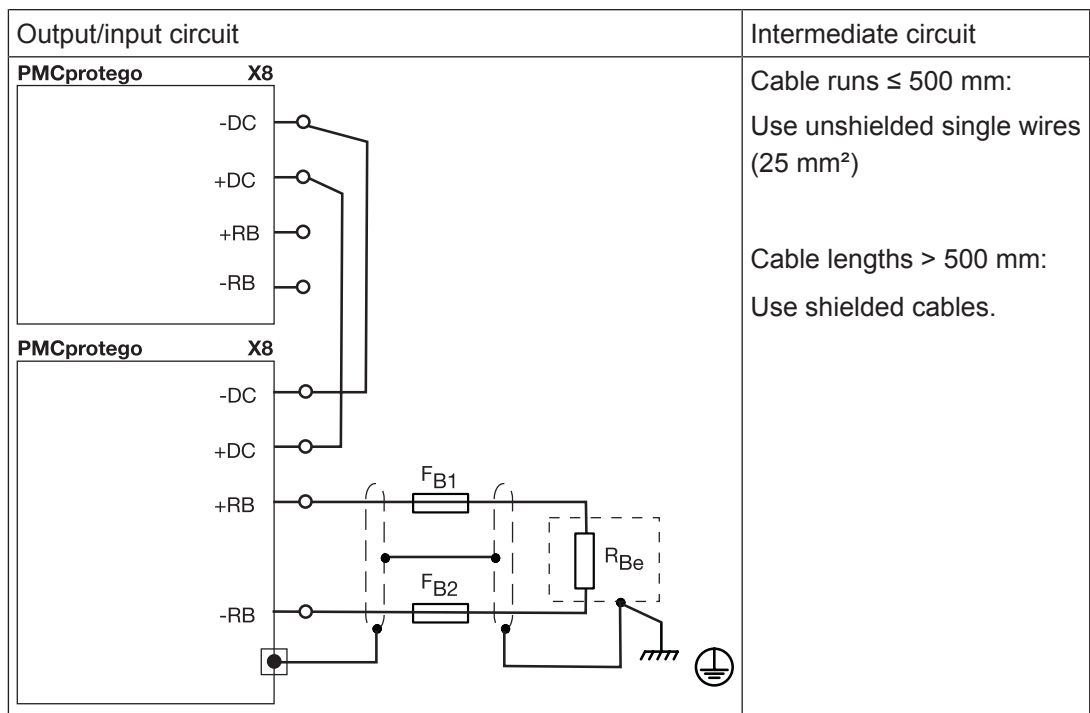 Output/input circuit
Intermediate circuit
PMCprotego X8
-DC
+DC
+RB
-RB
Cable runs ≤ 500 mm:
Use unshielded single wires
(25 mm²)
Cable lengths > 500 mm:
Use shielded cables.
PMCprotego X8
-DC
+DC
+RB
FB1
RBe
FB2
-RB